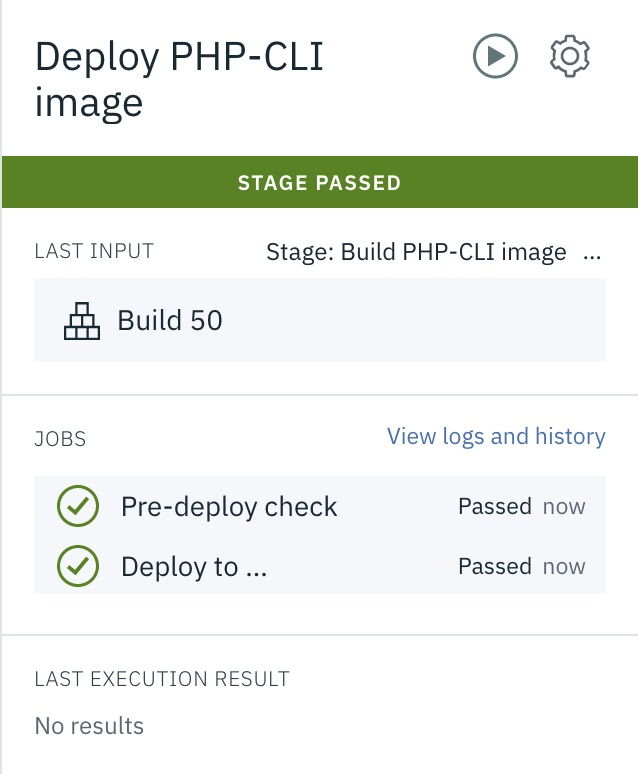 Deploy PHP-CLI
image
STAGE PASSED
LAST INPUT Stage: Build PHP-CLI image ...
Build 50
JOBS View logs and history
Pre-deploy check Passed now
Deploy to ... Passed now
LAST EXECUTION RESULT
No results